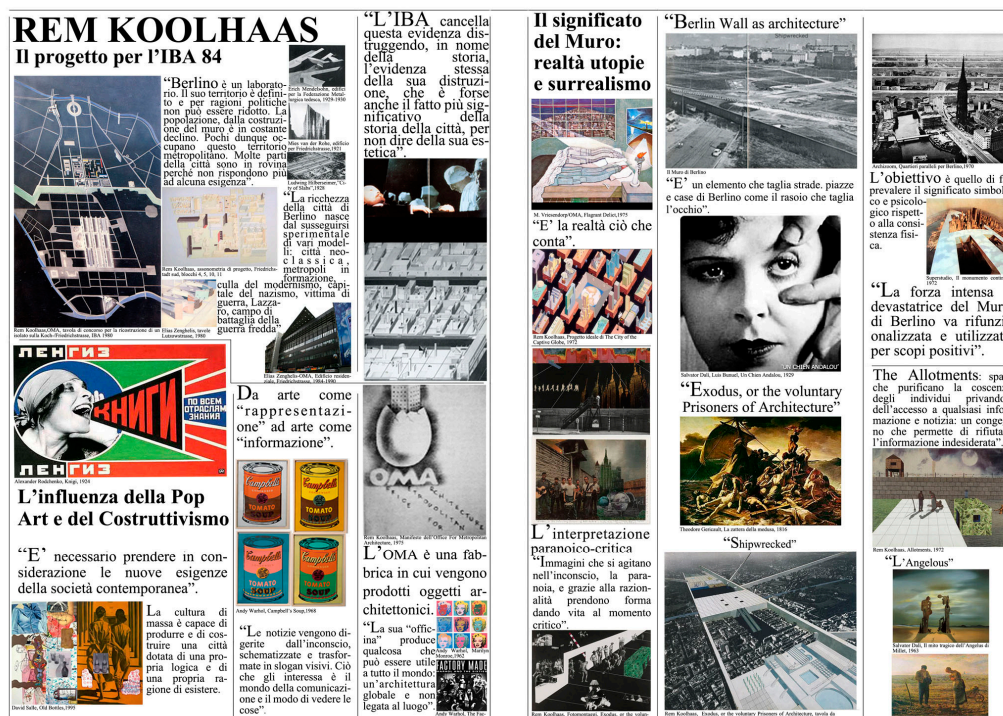 REM KOOLHAAS
Il progetto per l'IBA 84
"Berlino è un laborato-
rio. Il suo territorio è defini-
to e per ragioni politiche
non può essere ridotto. La
popolazione, dalla costruzi-
one del muro è in costante
declino. Pochi dunque oc-
cupano questo territorio
metropolitano. Molte parti
della città sono in rovina
perché non rispondono più
ad alcuna esigenza".
Erich Mendelsohn, edifici
per la Federazione Metal-
lurgica tedesco, 1929-1930
Mies van der Rohe, edificio
per Friedrichstrasse,1921
Ludwing Hilberseimer,"Ci-
ty of Slabs",1928
"La ricchezza
della città di
Berlino nasce
dal susseguirsi
sperimentale
di vari model-
li: città neo-
classica,
metropoli in
formazione,
culla del modernismo, capi-
tale del nazismo, vittima di
guerra, Lazza-
ro, campo di
battaglia della
guerra fredda"
Rem Koolhaas, assonometria di progetto, Friedrichs-
tadt sud, blocchi 4, 5, 10, 11
Rem Koolhaas,OMA, tavola di concorso per la ricostruzione di un
isolato sulla Koch-/Friedrichstrasse, IBA 1980
Elias Zenghelis, tavole
Lutzowstrasse, 1980
Elias Zenghelis-OMA, Edificio residen-
ziale, Friedrichstrasse, 1984-1990
"L'IBA cancella
questa evidenza dis-
truggendo, in nome
della storia,
l'evidenza stessa
della sua distruzi-
one, che è forse
anche il fatto più sig-
nificativo della
storia della città, per
non dire della sua es-
tetica".
ЛЕНГИЗ
КНИГИ
ПО ВСЕМ
ОТРАСЛЯМ
ЗНАНИЯ
ЛЕНГИЗ
Alexander Rodchenko, Knigi, 1924
L'influenza della Pop
Art e del Costruttivismo
"E' necessario prendere in con-
siderazione le nuove esigenze
della società contemporanea".
La cultura di
massa è capace di
produrre e di cos-
truire una città
dotata di una pro-
pria logica e di
una propria ra-
gione di esistere.
David Salle, Old Bottles,1995
Da arte come
"rappresentazi-
one" ad arte come
"informazione".
Campbell's
TOMATO
SOUP
Campbell's
TOMATO
SOUP
Campbell's
TOMATO
SOUP
Campbell's
TOMATO
SOUP
Andy Warhol, Campbell's Soup,1968
"Le notizie vengono di-
gerite dall'inconscio,
schematizzate e trasfor-
mate in slogan visivi. Ciò
che gli interessa è il
mondo della comunicazi-
one e il modo di vedere le
cose".
OMA
Rem Koolhaas, Manifesto dell'Office For Metropolitan
Architecture, 1975
L'OMA è una fab-
brica in cui vengono
prodotti oggetti ar-
chitettonici.
"La sua "offic-
ina" produce
qualcosa che
può essere utile
a tutto il mondo:
un'architettura
globale e non
legata al luogo".
Andy Warhol, Marilyn
Monroe,1962
FACTORY MADE
Andy Warhol, The Fac-
Il significato
del Muro:
realtà utopie
e surrealismo
M. Vriesendorp/OMA, Flagrant Delict,1975
"E' la realtà ciò che
conta".
Rem Koolhaas, Progetto ideale di The City of the
Captive Globe, 1972
L'interpretazione
paranoico-critica
"Immagini che si agitano
nell'inconscio, la para-
noia, e grazie alla razion-
alità prendono forma
dando vita al momento
critico".
Rem Koolhaas, Fotomontaggi, Exodus, or the volun-
"Berlin Wall as architecture"
Shipwrecked
Il Muro di Berlino
"E' un elemento che taglia strade. piazze
e case di Berlino come il rasoio che taglia
l'occhio".
UN CHIEN ANDALOU
Salvator Dalì, Luis Bunuel, Un Chien Andalou, 1929
"Exodus, or the voluntary
Prisoners of Architecture"
Theodore Gericault, La zattera della medusa, 1816
"Shipwrecked"
Rem Koolhaas, Exodus, or the voluntary Prisoners of Architecture, tavola da
Archizoom, Quartieri paralleli per Berlino,1970
L'obiettivo è quello di f
prevalere il significato simbol
co e psicolo-
gico rispett-
o alla consi-
stenza fisi-
ca.
Superstudio, Il monumento conti
1972
"La forza intensa
devastatrice del Mur
di Berlino va rifunzi
onalizzata e utilizzat
per scopi positivi".
The Allotments: spa
che purificano la coscen
degli individui privando
dell'accesso a qualsiasi info
mazione e notizia: un conge
no che permette di rifiuta
l'informazione indesiderata".
Rem Koolhaas, Allotments, 1972
"L'Angelous"
Salvator Dalì, Il mito tragico dell'Angelus di
Millet, 1963